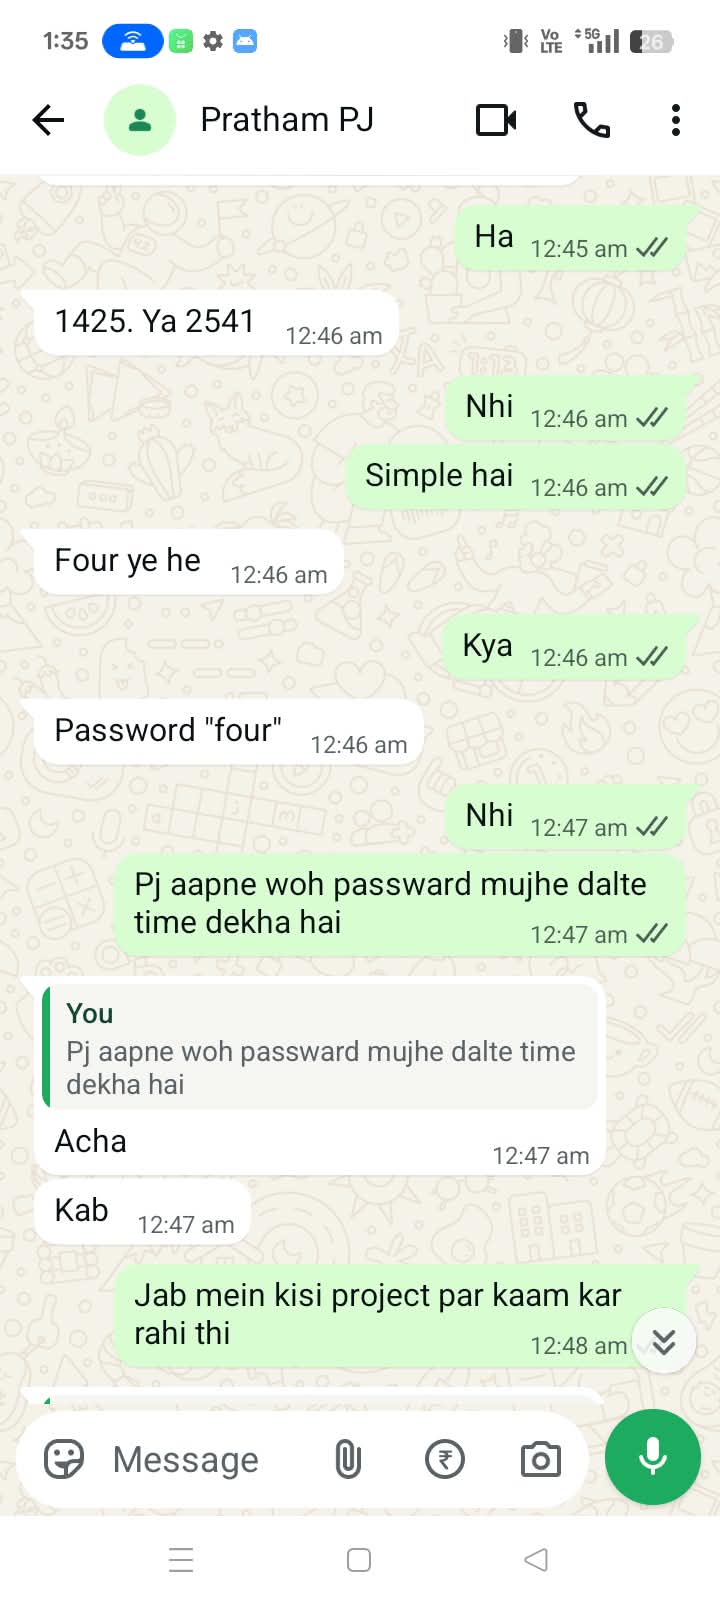 1:35
Vo LTE 5G 26
Pratham PJ
Ha 12:45 am
1425. Ya 2541 12:46 am
Nhi 12:46 am
Simple hai 12:46 am
Four ye he 12:46 am
Kya 12:46 am
Password "four" 12:46 am
Nhi 12:47 am
Pj aapne woh passward mujhe dalte
time dekha hai 12:47 am
You
Pj aapne woh passward mujhe dalte time
dekha hai
Acha 12:47 am
Kab 12:47 am
Jab mein kisi project par kaam kar
rahi thi 12:48 am
Message